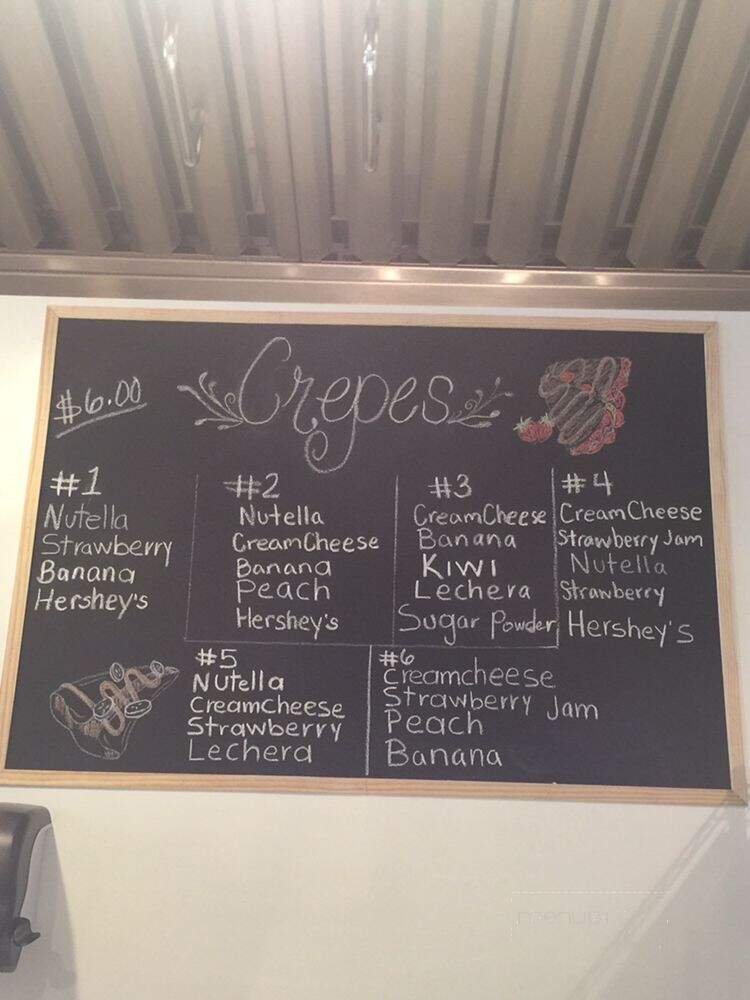 $6.00
Crepes
#1
Nutella
Strawberry
Banana
Hershey's
#2
Nutella
CreamCheese
Banana
Peach
Hershey's
#3
CreamCheese
Banana
Kiwi
Lechera
Sugar Powder
#4
CreamCheese
Strawberry Jam
Nutella
Strawberry
Hershey's
#5
Nutella
Creamcheese
Strawberry
Lechera
#6
Creamcheese
Strawberry Jam
Peach
Banana